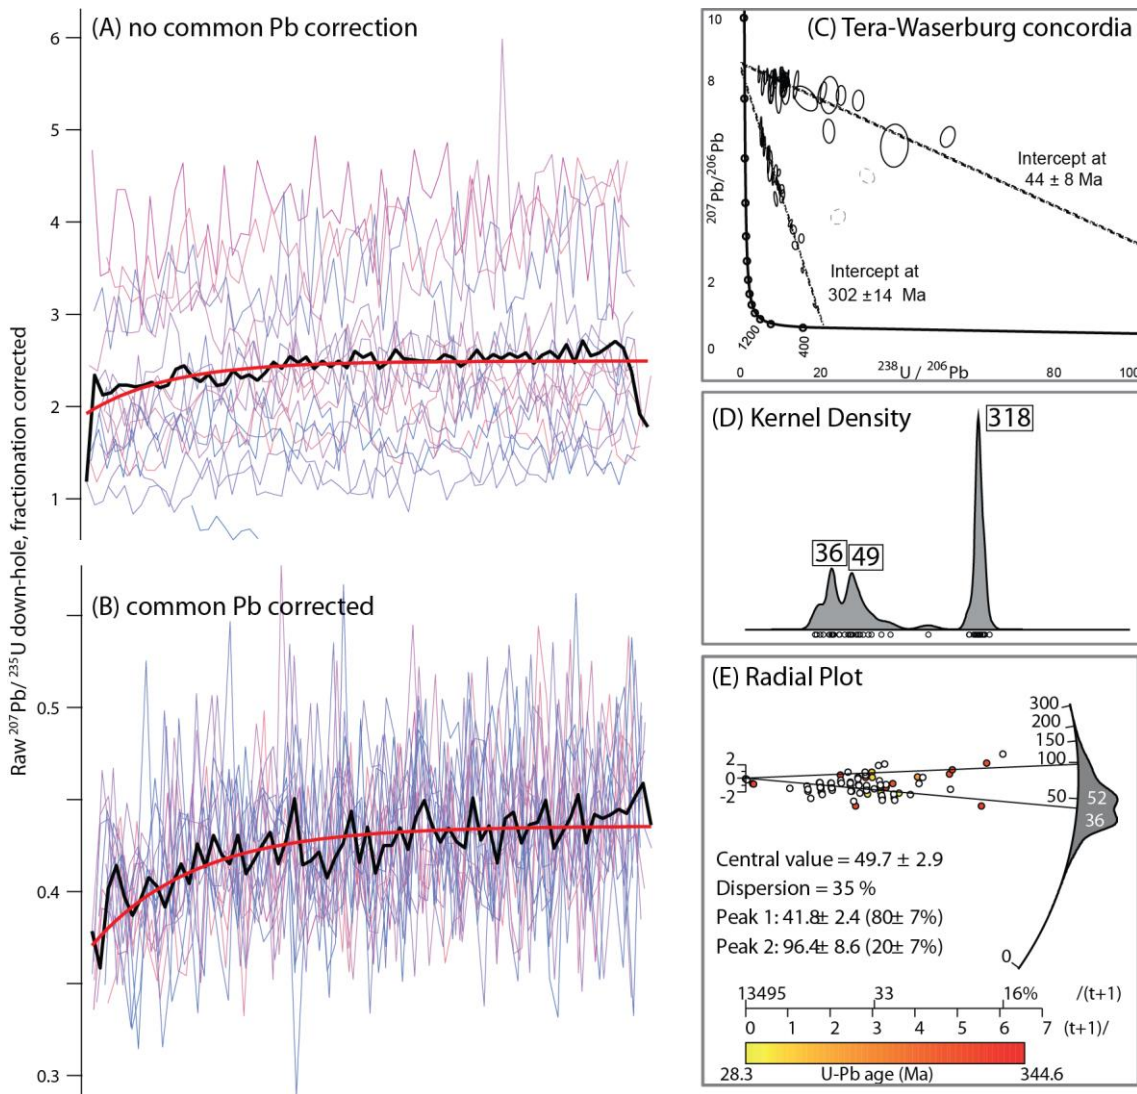 (A) no common Pb correction
6
5
4
3
2
1
(B) common Pb corrected
0.5
0.4
0.3
Raw ²⁰⁷Pb/ ²³⁵U down-hole, fractionation corrected
(C) Tera-Waserburg concordia
10
8
2
0
²⁰⁷Pb/²⁰⁶Pb
Intercept at
44 ± 8 Ma
Intercept at
302 ±14 Ma
1200
400
0
20
80
100
²³⁸U / ²⁰⁶Pb
(D) Kernel Density
318
36
49
(E) Radial Plot
300
200
150
100
50
0
2
0
-2
52
36
Central value = 49.7 ± 2.9
Dispersion = 35 %
Peak 1: 41.8± 2.4 (80± 7%)
Peak 2: 96.4± 8.6 (20± 7%)
13495 33 16% /(t+1)
0 1 2 3 4 5 6 7 (t+1)/
28.3 U-Pb age (Ma) 344.6